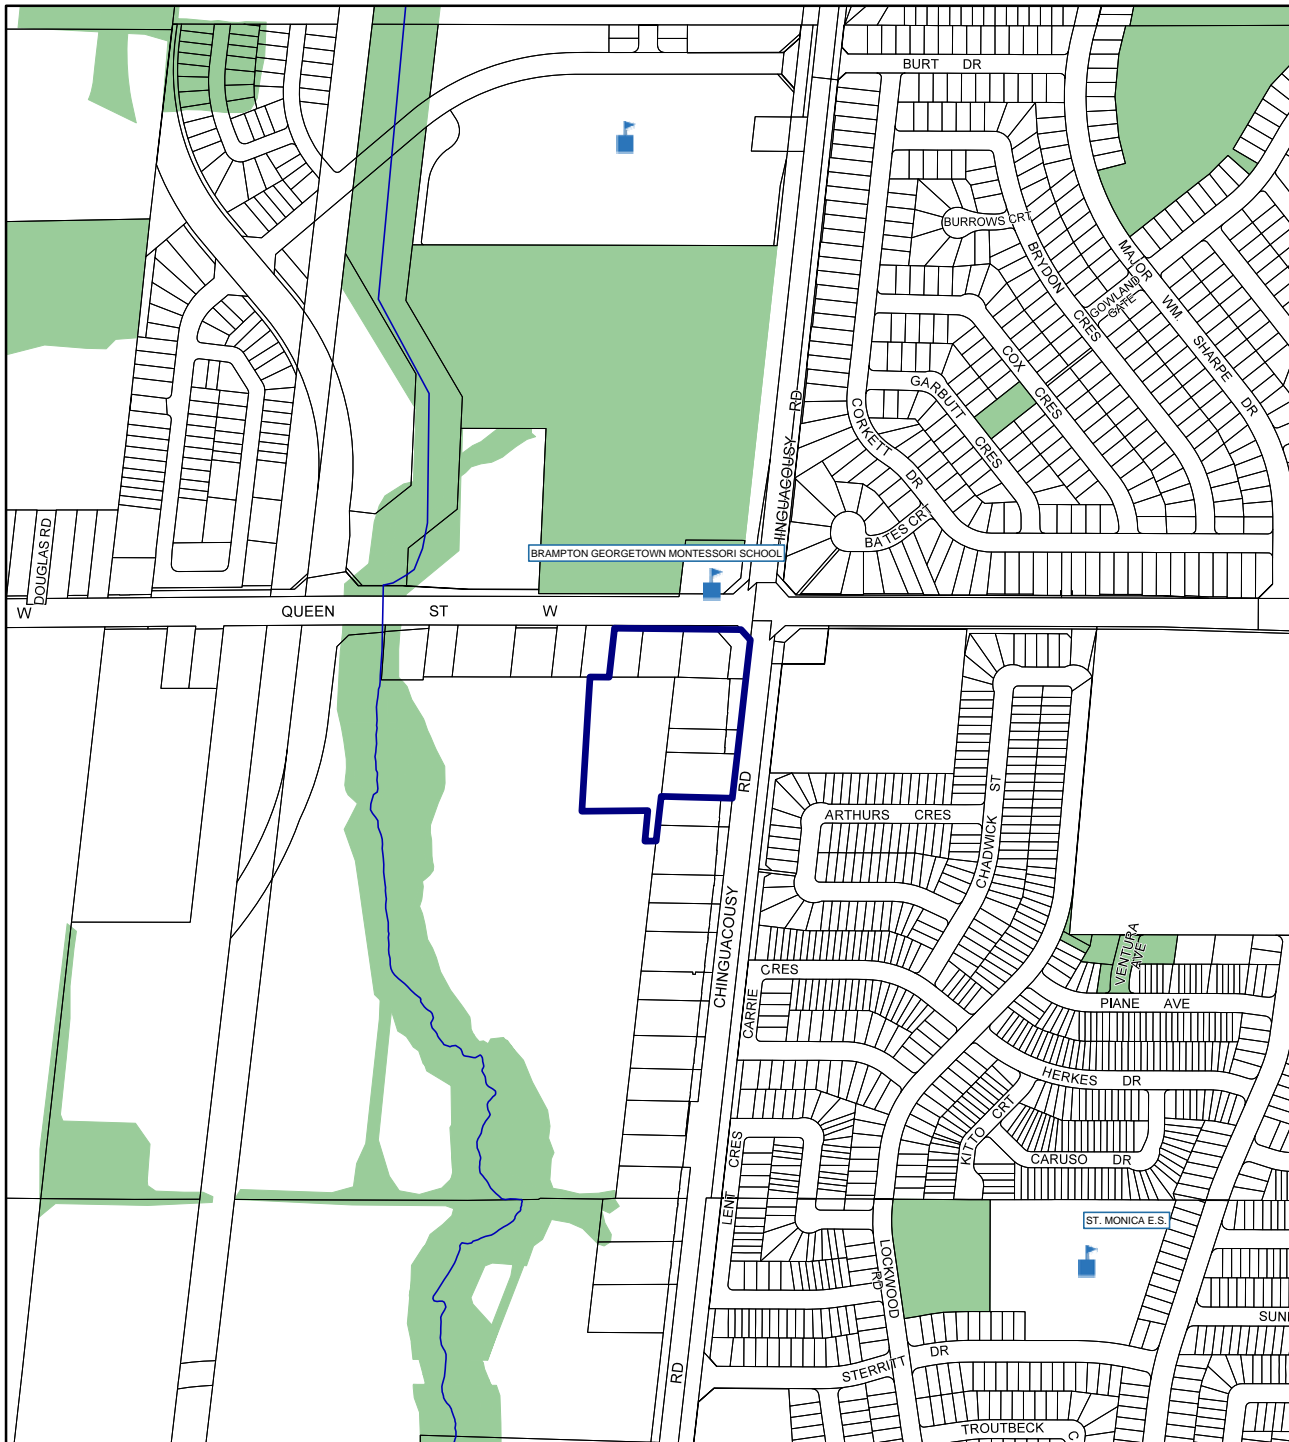 BURT DR
BURROWS CRT
BRYDON
CRES
MAJOR
WM.
SHARPE
DR
GOWLAND
GATE
COX
CRES
GARBUTT
CRES
CORKETT
DR
BATES CRT
HINGUACOUSY
RD
BRAMPTON GEORGETOWN MONTESSORI SCHOOL
DOUGLAS RD
W QUEEN ST W
RD
CHINGUACOUSY
ARTHURS CRES
CHADWICK ST
VENTURA
AVE
CRES
CARRIE
PIANE AVE
HERKES DR
KITTO CRT
CARUSO DR
LENT CRES
ST. MONICA E.S.
LOCKWOOD
RD
SUNI
STERRITT DR
RD
TROUTBECK
C